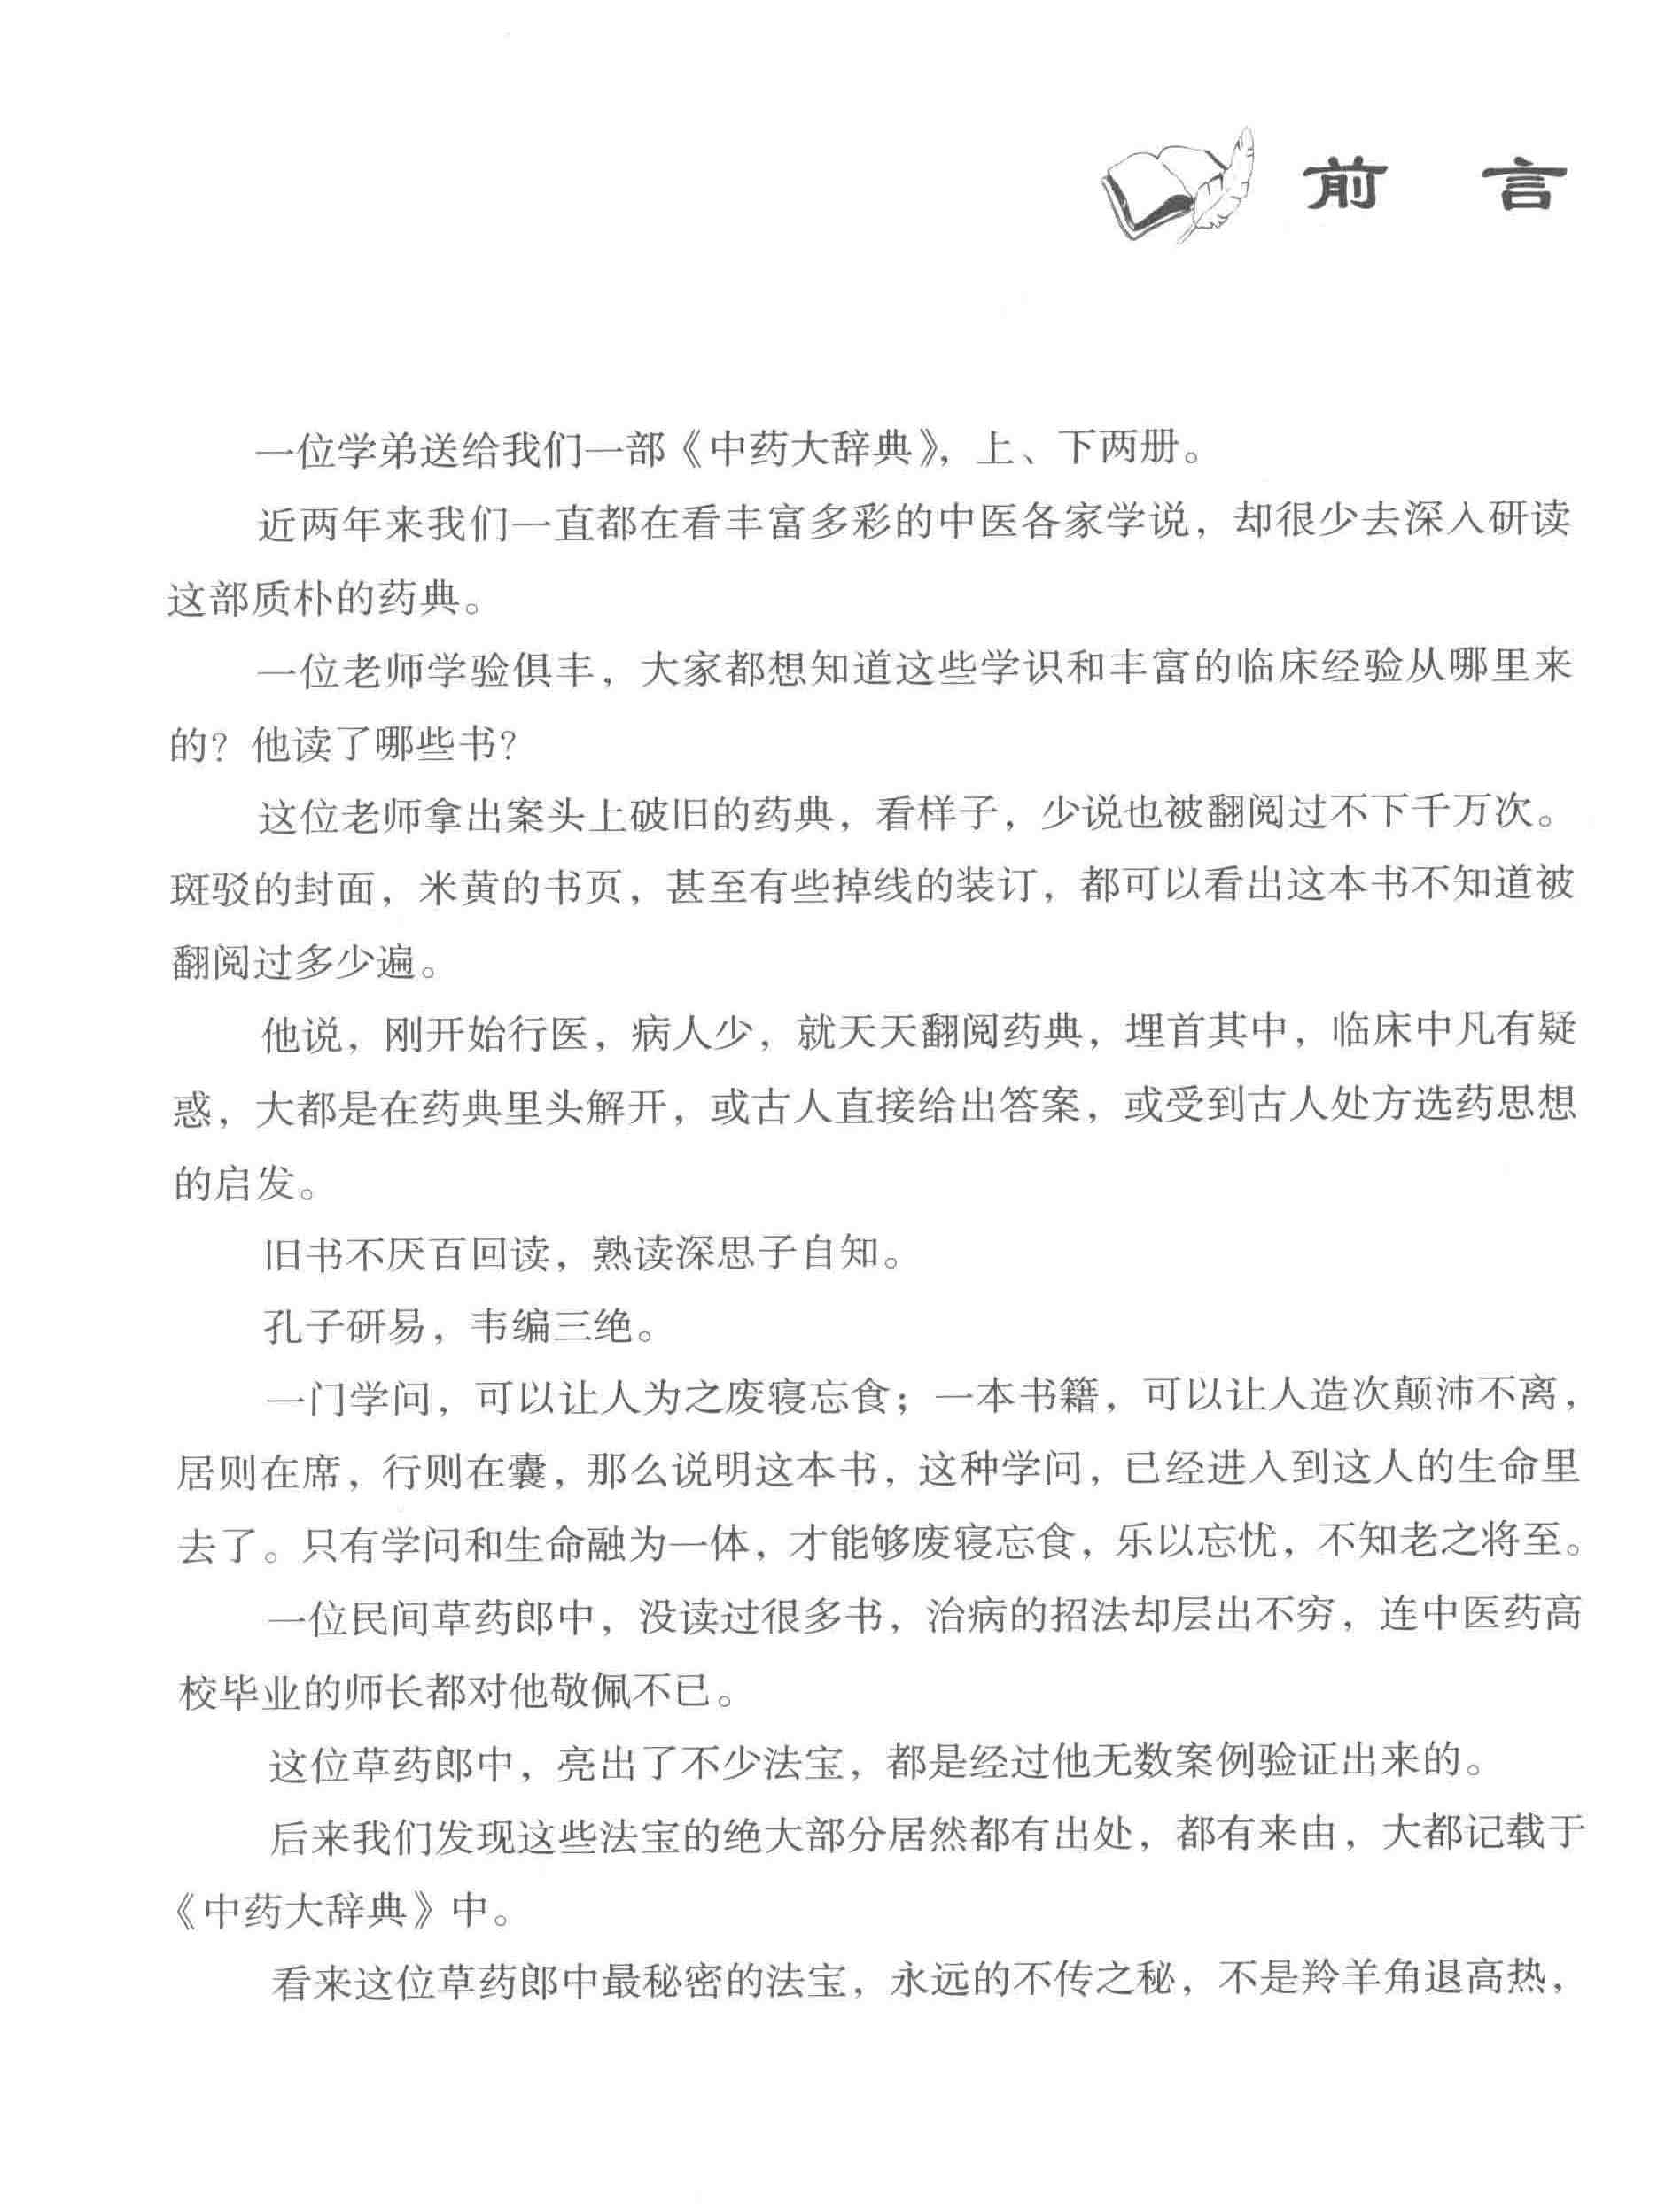 前 言
一位学弟送给我们一部《中药大辞典》，上、下两册。
近两年来我们一直都在看丰富多彩的中医各家学说，却很少去深入研读
这部质朴的药典。
一位老师学验俱丰，大家都想知道这些学识和丰富的临床经验从哪里来
的？他读了哪些书？
这位老师拿出案头上破旧的药典，看样子，少说也被翻阅过不下千万次。
斑驳的封面，米黄的书页，甚至有些掉线的装订，都可以看出这本书不知道被
翻阅过多少遍。
他说，刚开始行医，病人少，就天天翻阅药典，埋首其中，临床中凡有疑
惑，大都是在药典里头解开，或古人直接给出答案，或受到古人处方选药思想
的启发。
旧书不厌百回读，熟读深思子自知。
孔子研易，韦编三绝。
一门学问，可以让人为之废寝忘食；一本书籍，可以让人造次颠沛不离，
居则在席，行则在囊，那么说明这本书，这种学问，已经进入到这人的生命里
去了。只有学问和生命融为一体，才能够废寝忘食，乐以忘忧，不知老之将至。
一位民间草药郎中，没读过很多书，治病的招法却层出不穷，连中医药高
校毕业的师长都对他敬佩不已。
这位草药郎中，亮出了不少法宝，都是经过他无数案例验证出来的。
后来我们发现这些法宝的绝大部分居然都有出处，都有来由，大都记载于
《中药大辞典》中。
看来这位草药郎中最秘密的法宝，永远的不传之秘，不是羚羊角退高热，